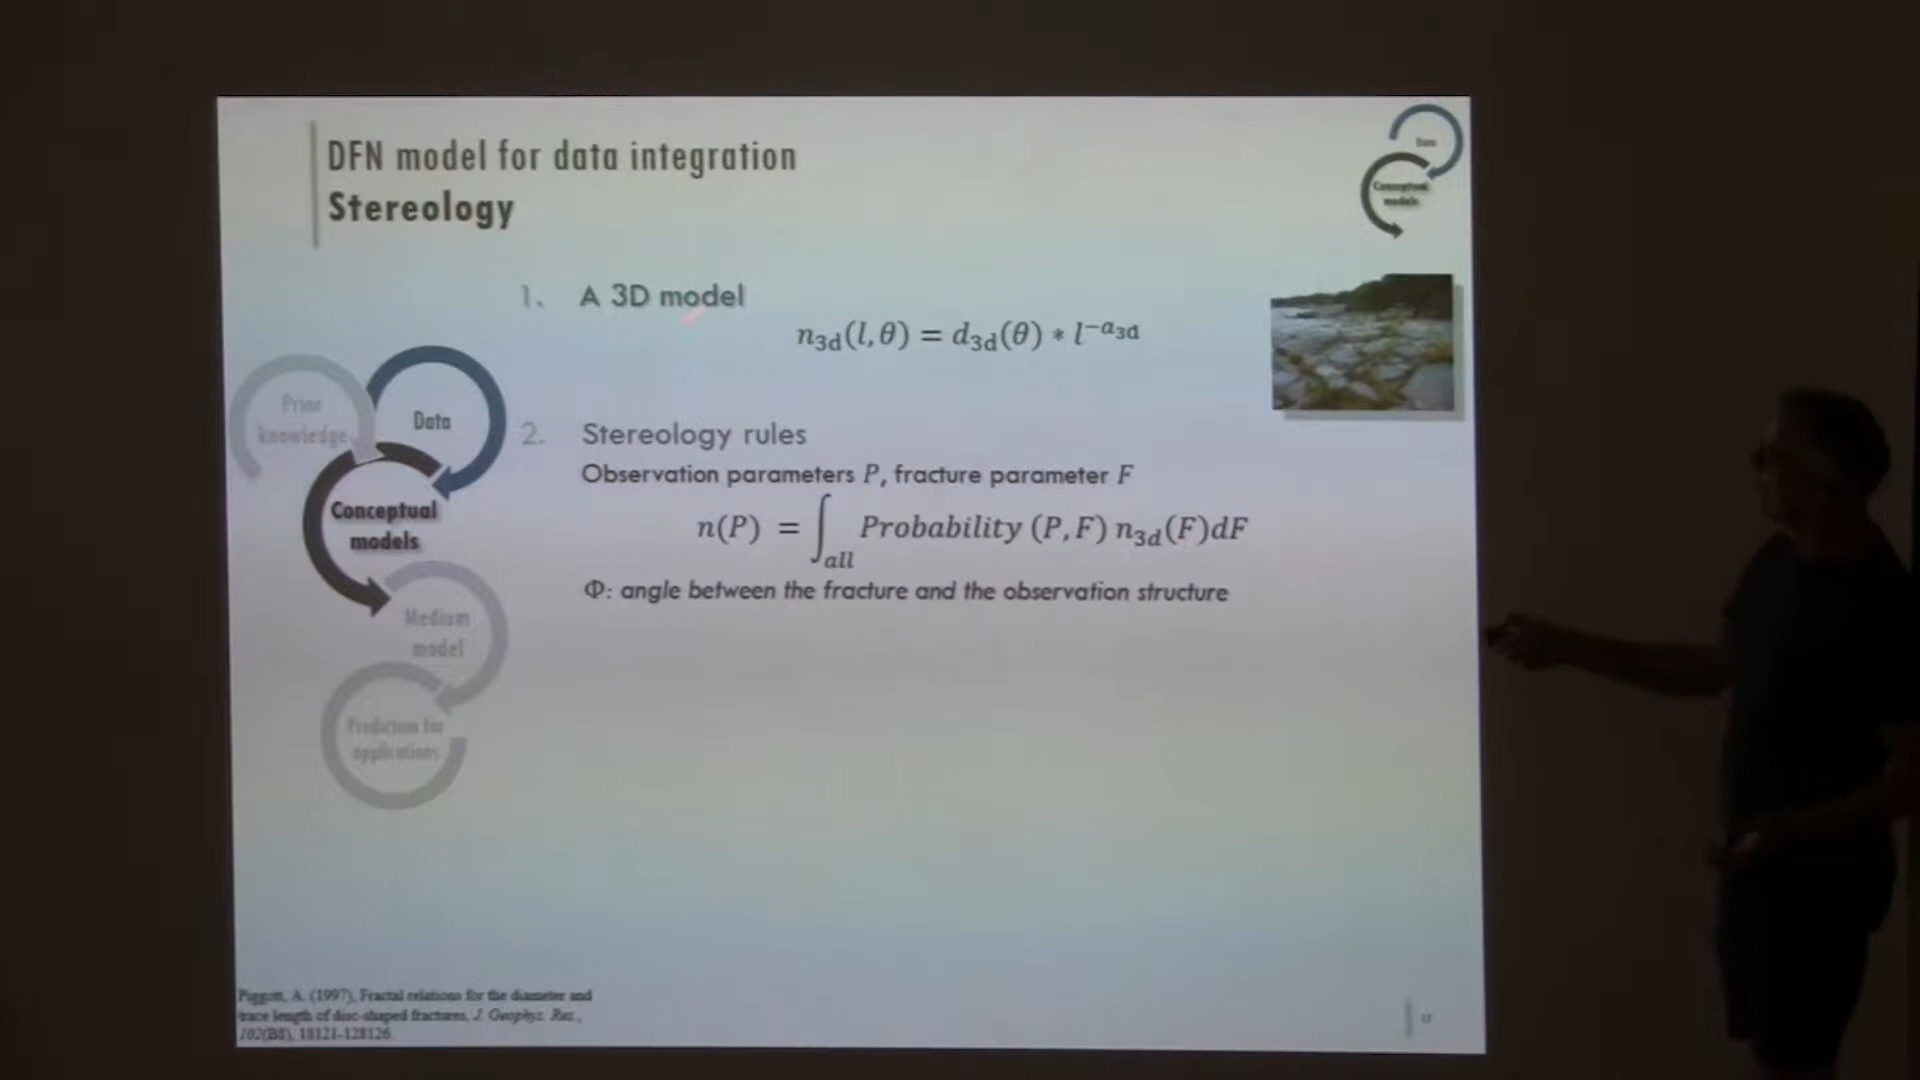 DFN model for data integration
Stereology
Conceptual
models
1. A 3D model
n₃d(l,θ) = d₃d(θ) * l^−a₃d
Prior
knowledge
Data
2. Stereology rules
Observation parameters P, fracture parameter F
n(P) = ∫all Probability (P,F) n₃d(F)dF
Φ: angle between the fracture and the observation structure
Conceptual
models
Medium
model
Prediction for
applications
Piggott, A. (1997), Fractal relations for the diameter and
trace length of disc-shaped fractures, J. Geophys. Res.,
102(B8), 18121-128126